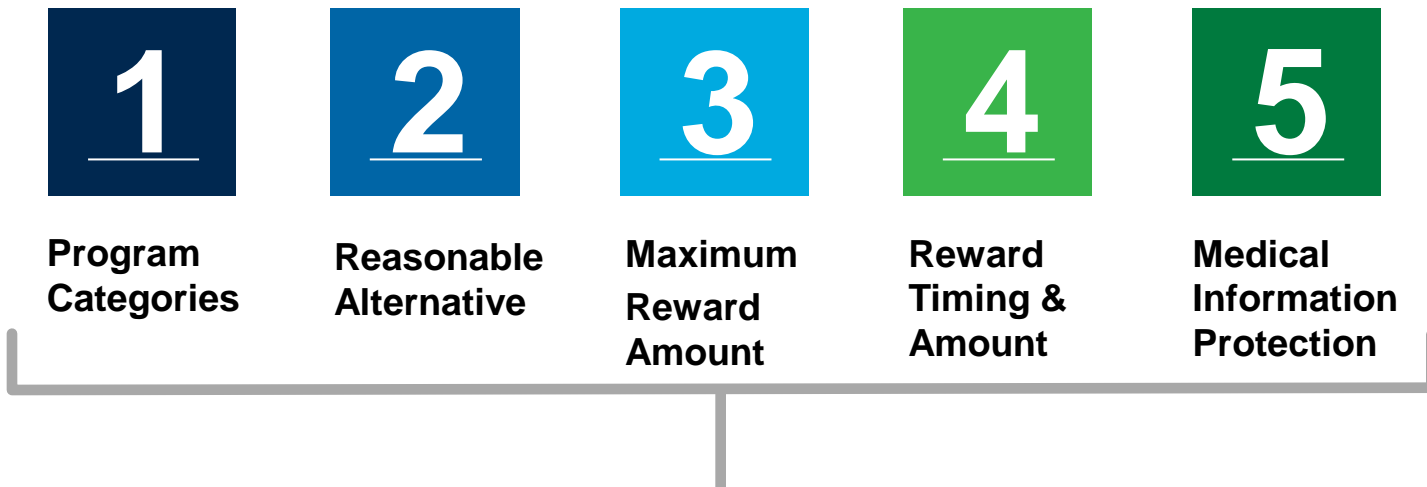 1
Program
Categories
2
Reasonable
Alternative
3
Maximum
Reward
Amount
4
Reward
Timing &
Amount
5
Medical
Information
Protection